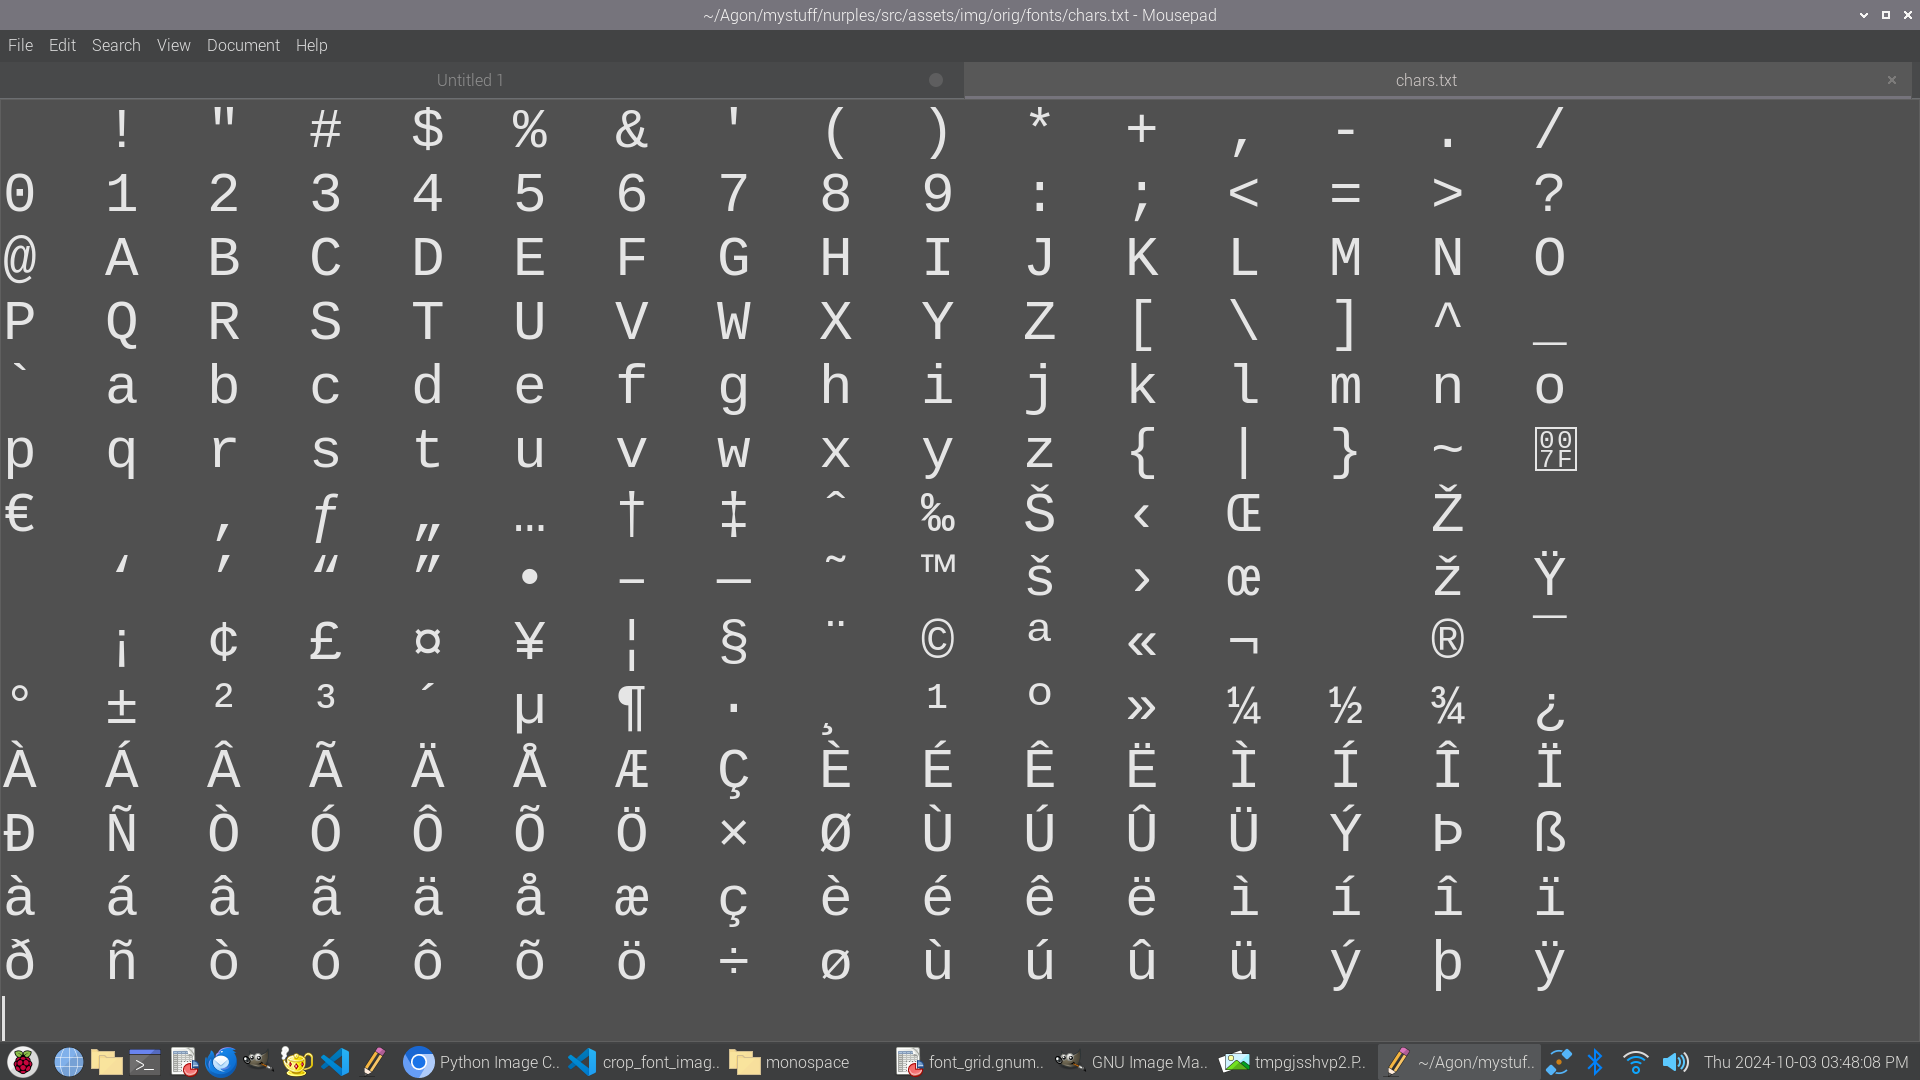 ~/Agon/mystuff/nurples/src/assets/img/orig/fonts/chars.txt - Mousepad
File Edit Search View Document Help
Untitled 1 chars.txt
! " # $ % & ' ( ) * + , - . /
0 1 2 3 4 5 6 7 8 9 : ; < = > ?
@ A B C D E F G H I J K L M N O
P Q R S T U V W X Y Z [ \ ] ^ _
` a b c d e f g h i j k l m n o
p q r s t u v w x y z { | } ~ 007F
€ ‚ ƒ „ … † ‡ ˆ ‰ Š ‹ Œ Ž
‘ ’ “ ” • – — ˜ ™ š › œ ž Ÿ
¡ ¢ £ ¤ ¥ ¦ § ¨ © ª « ¬ ® ¯
° ± ² ³ ´ µ ¶ · ¸ ¹ º » ¼ ½ ¾ ¿
À Á Â Ã Ä Å Æ Ç È É Ê Ë Ì Í Î Ï
Ð Ñ Ò Ó Ô Õ Ö × Ø Ù Ú Û Ü Ý Þ ß
à á â ã ä å æ ç è é ê ë ì í î ï
ð ñ ò ó ô õ ö ÷ ø ù ú û ü ý þ ÿ
Python Image C.. crop_font_imag.. monospace font_grid.gnum.. GNU Image Ma.. tmpgjsshvp2.P.. ~/Agon/mystuf.. Thu 2024-10-03 03:48:08 PM